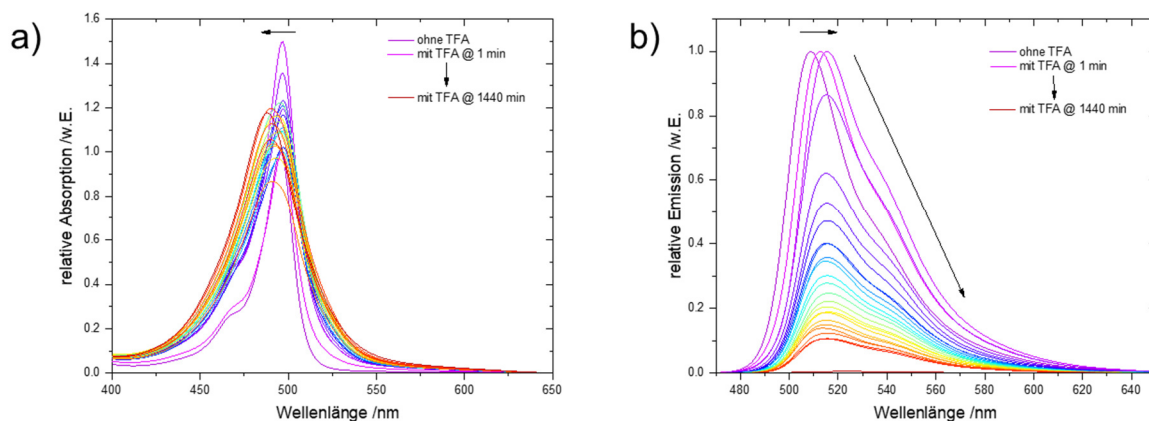 a)
1.6
1.4
1.2
1.0
0.8
0.6
0.4
0.2
0.0
relative Absorption /w.E.
ohne TFA
mit TFA @ 1 min
mit TFA @ 1440 min
400
450
500
550
600
650
Wellenlänge /nm
b)
1.0
0.8
0.6
0.4
0.2
0.0
relative Emission /w.E.
ohne TFA
mit TFA @ 1 min
mit TFA @ 1440 min
480
500
520
540
560
580
600
620
640
Wellenlänge /nm